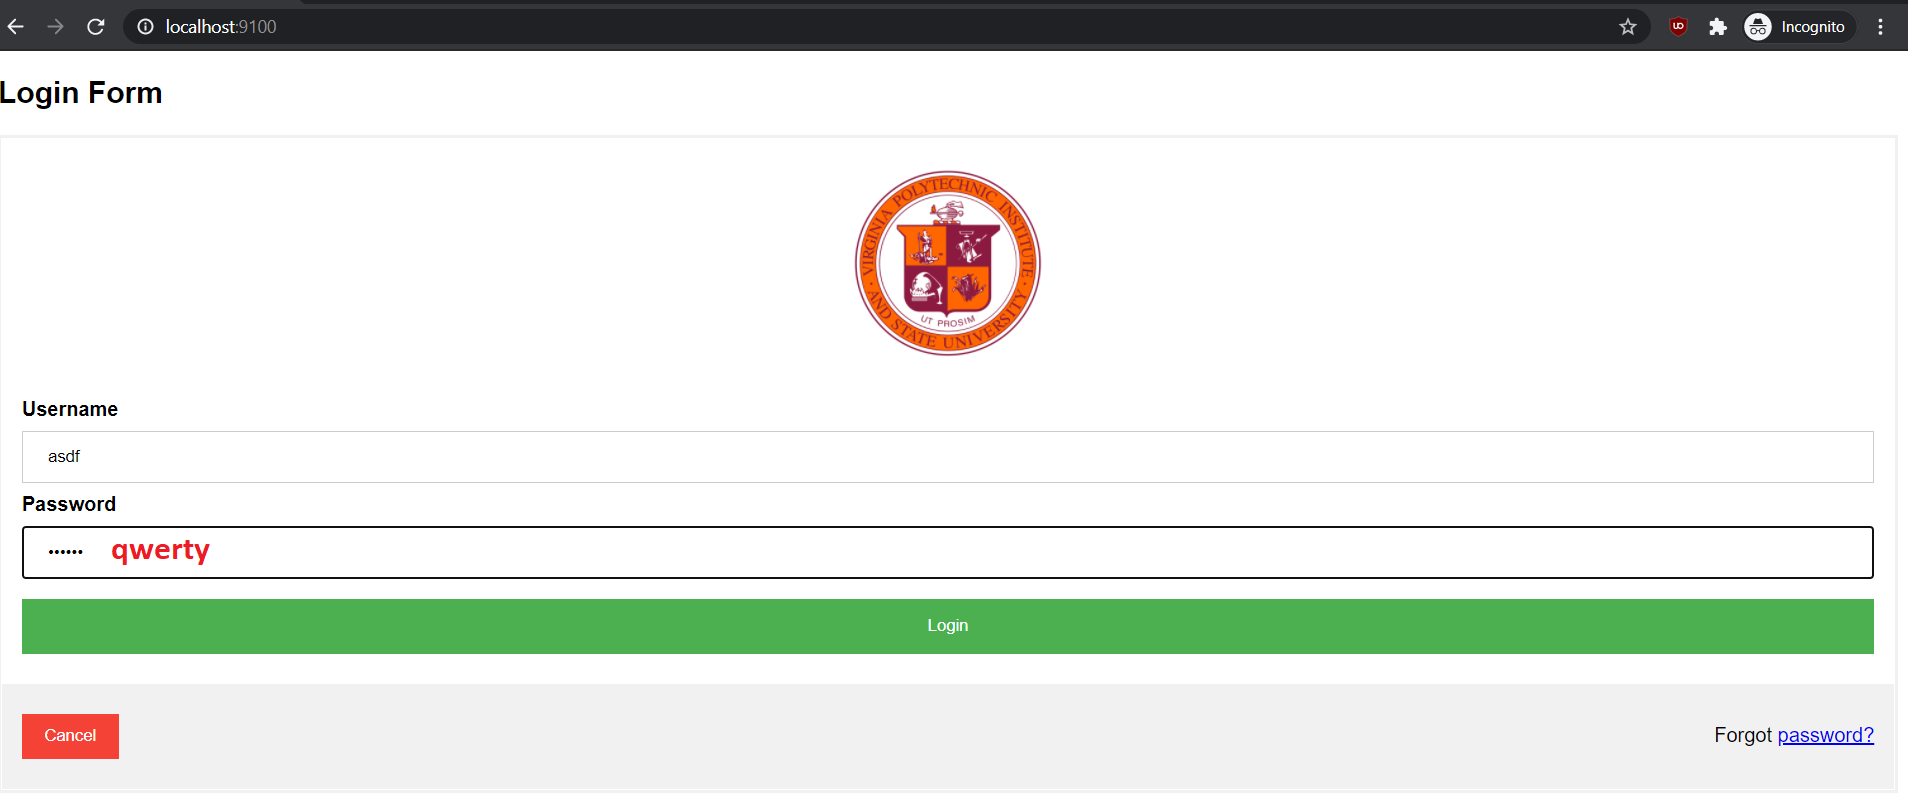 localhost:9100
Incognito
Login Form
VIRGINIA POLYTECHNIC INSTITUTE
· AND STATE UNIVERSITY ·
UT PROSIM
Username
asdf
Password
•••••• qwerty
Login
Cancel
Forgot password?